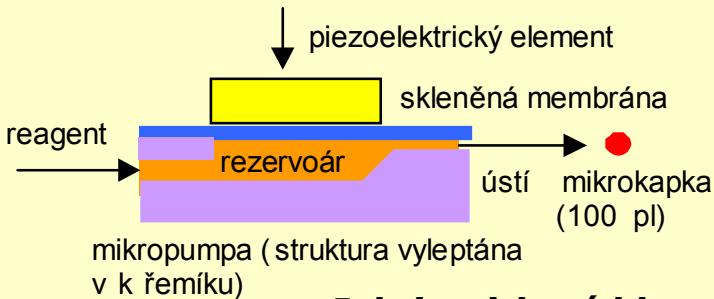 piezoelektrický element
skleněná membrána
reagent
rezervoár
ústí
mikrokapka
(100 pl)
mikropumpa (struktura vyleptána
v k řemíku)